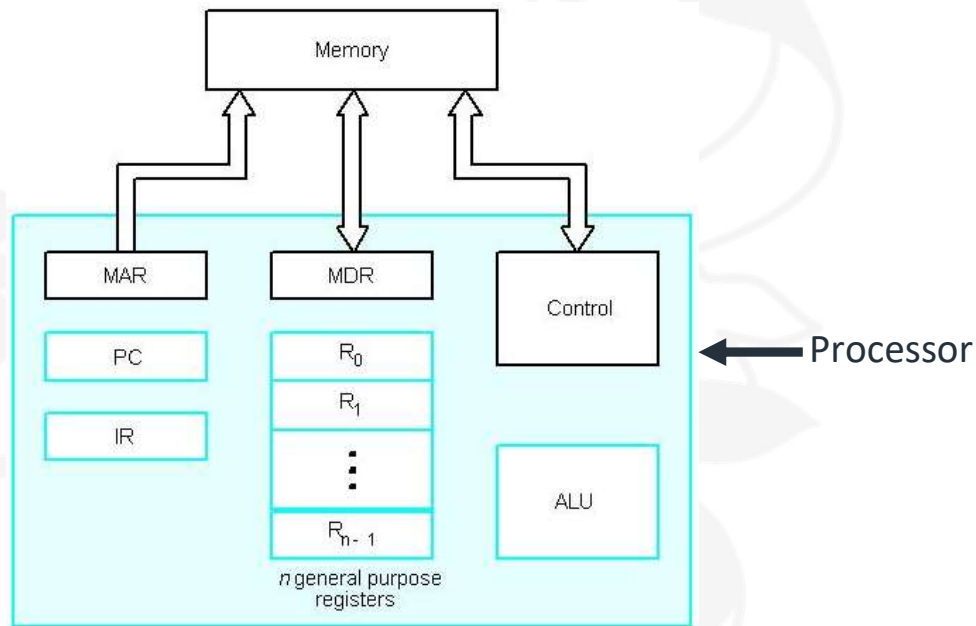 Memory
MAR
MDR
Control
PC
R0
Processor
R1
IR
ALU
Rn- 1
n general purpose
registers